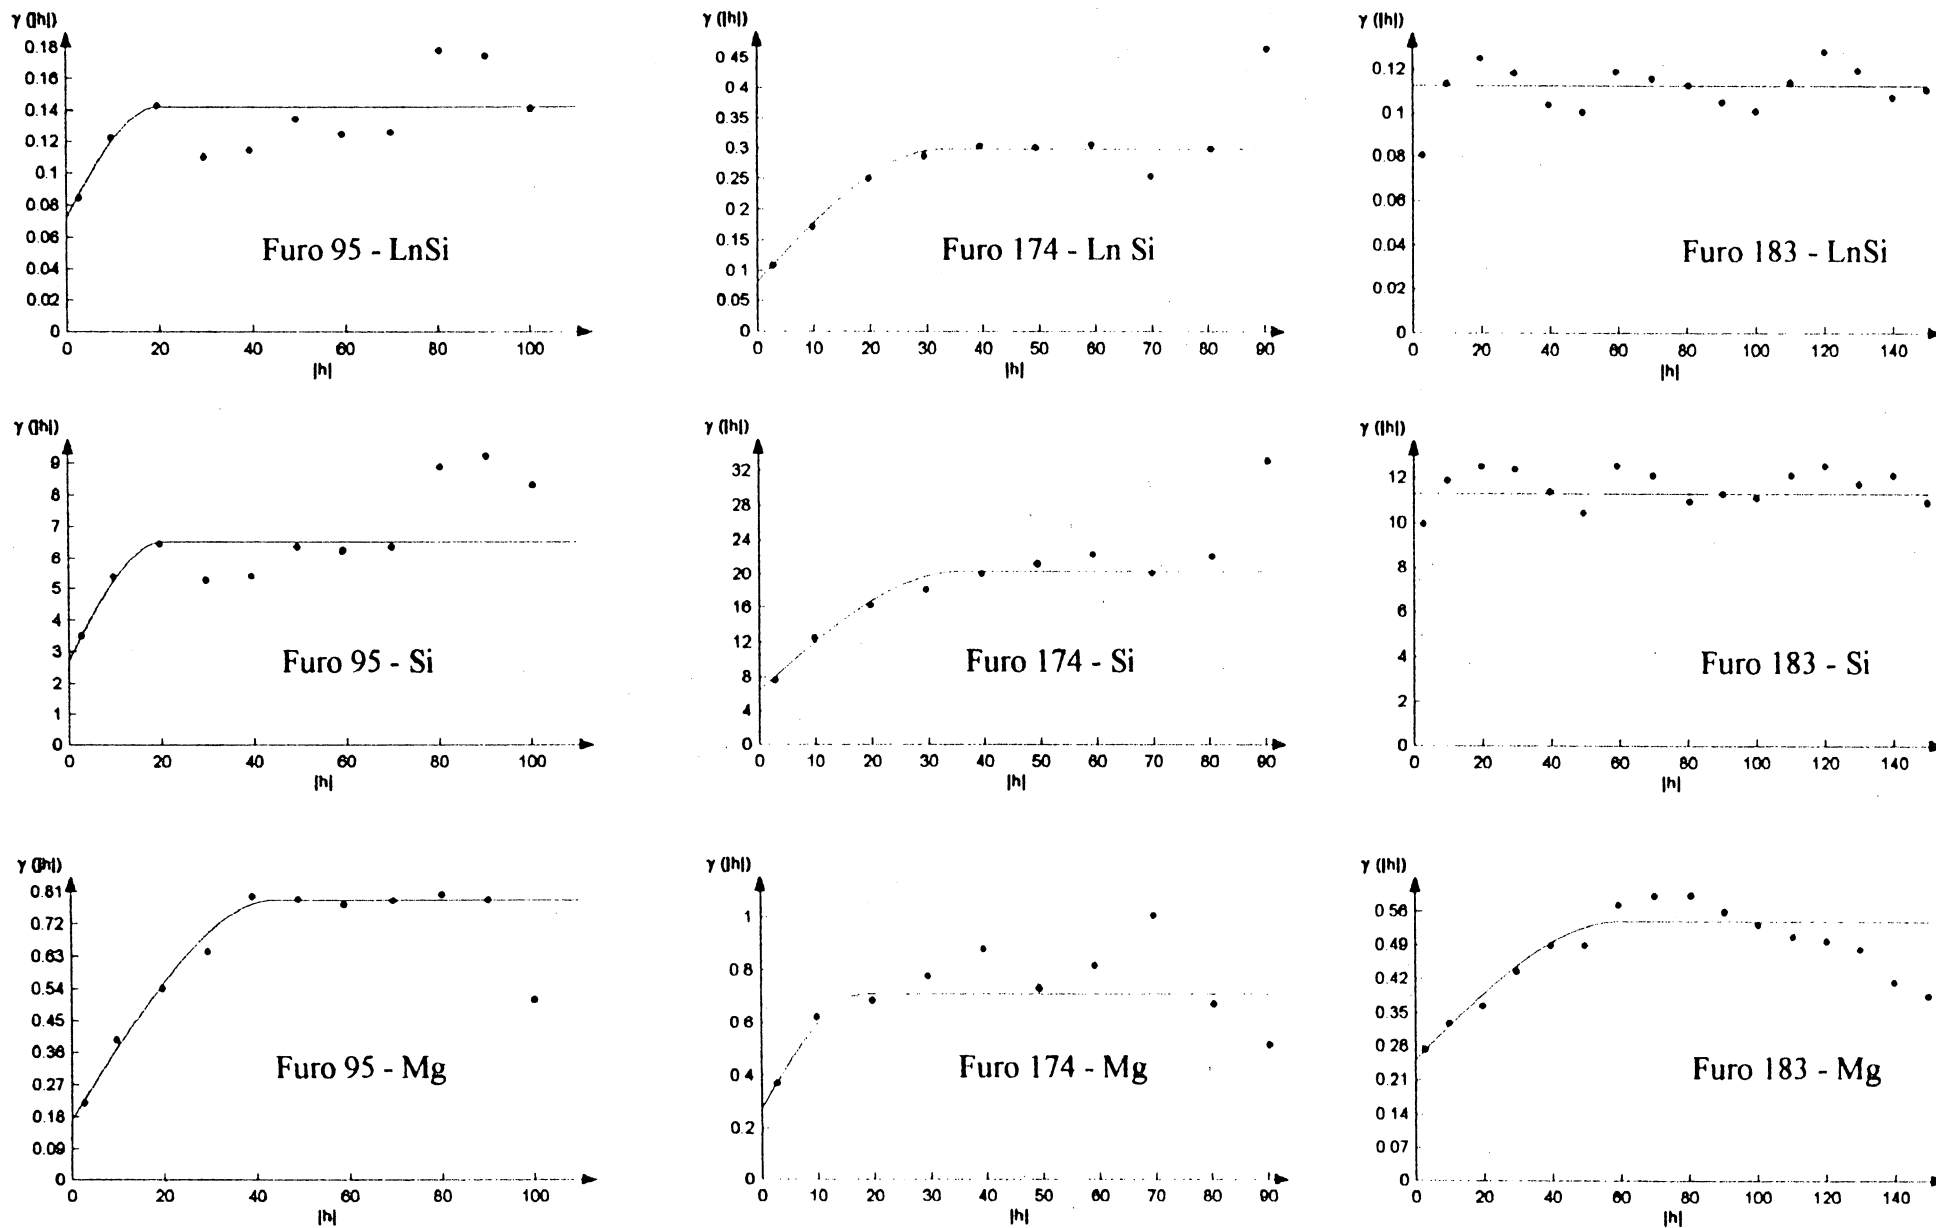 γ (|h|)
0.18
0.16
0.14
0.12
0.1
0.08
0.06
0.04
0.02
0
0 20 40 60 80 100
|h|
Furo 95 - LnSi
γ (|h|)
0.45
0.4
0.35
0.3
0.25
0.2
0.15
0.1
0.05
0
0 10 20 30 40 50 60 70 80 90
|h|
Furo 174 - Ln Si
γ (|h|)
0.12
0.1
0.08
0.06
0.04
0.02
0
0 20 40 60 80 100 120 140
|h|
Furo 183 - LnSi
γ (|h|)
9
8
7
6
5
4
3
2
1
0
0 20 40 60 80 100
|h|
Furo 95 - Si
γ (|h|)
32
28
24
20
16
12
8
4
0
0 10 20 30 40 50 60 70 80 90
|h|
Furo 174 - Si
γ (|h|)
12
10
8
6
4
2
0
0 20 40 60 80 100 120 140
|h|
Furo 183 - Si
γ (|h|)
0.81
0.72
0.63
0.54
0.45
0.36
0.27
0.18
0.09
0
0 20 40 60 80 100
|h|
Furo 95 - Mg
γ (|h|)
1
0.8
0.6
0.4
0.2
0
0 10 20 30 40 50 60 70 80 90
|h|
Furo 174 - Mg
γ (|h|)
0.56
0.49
0.42
0.35
0.28
0.21
0.14
0.07
0
0 20 40 60 80 100 120 140
|h|
Furo 183 - Mg